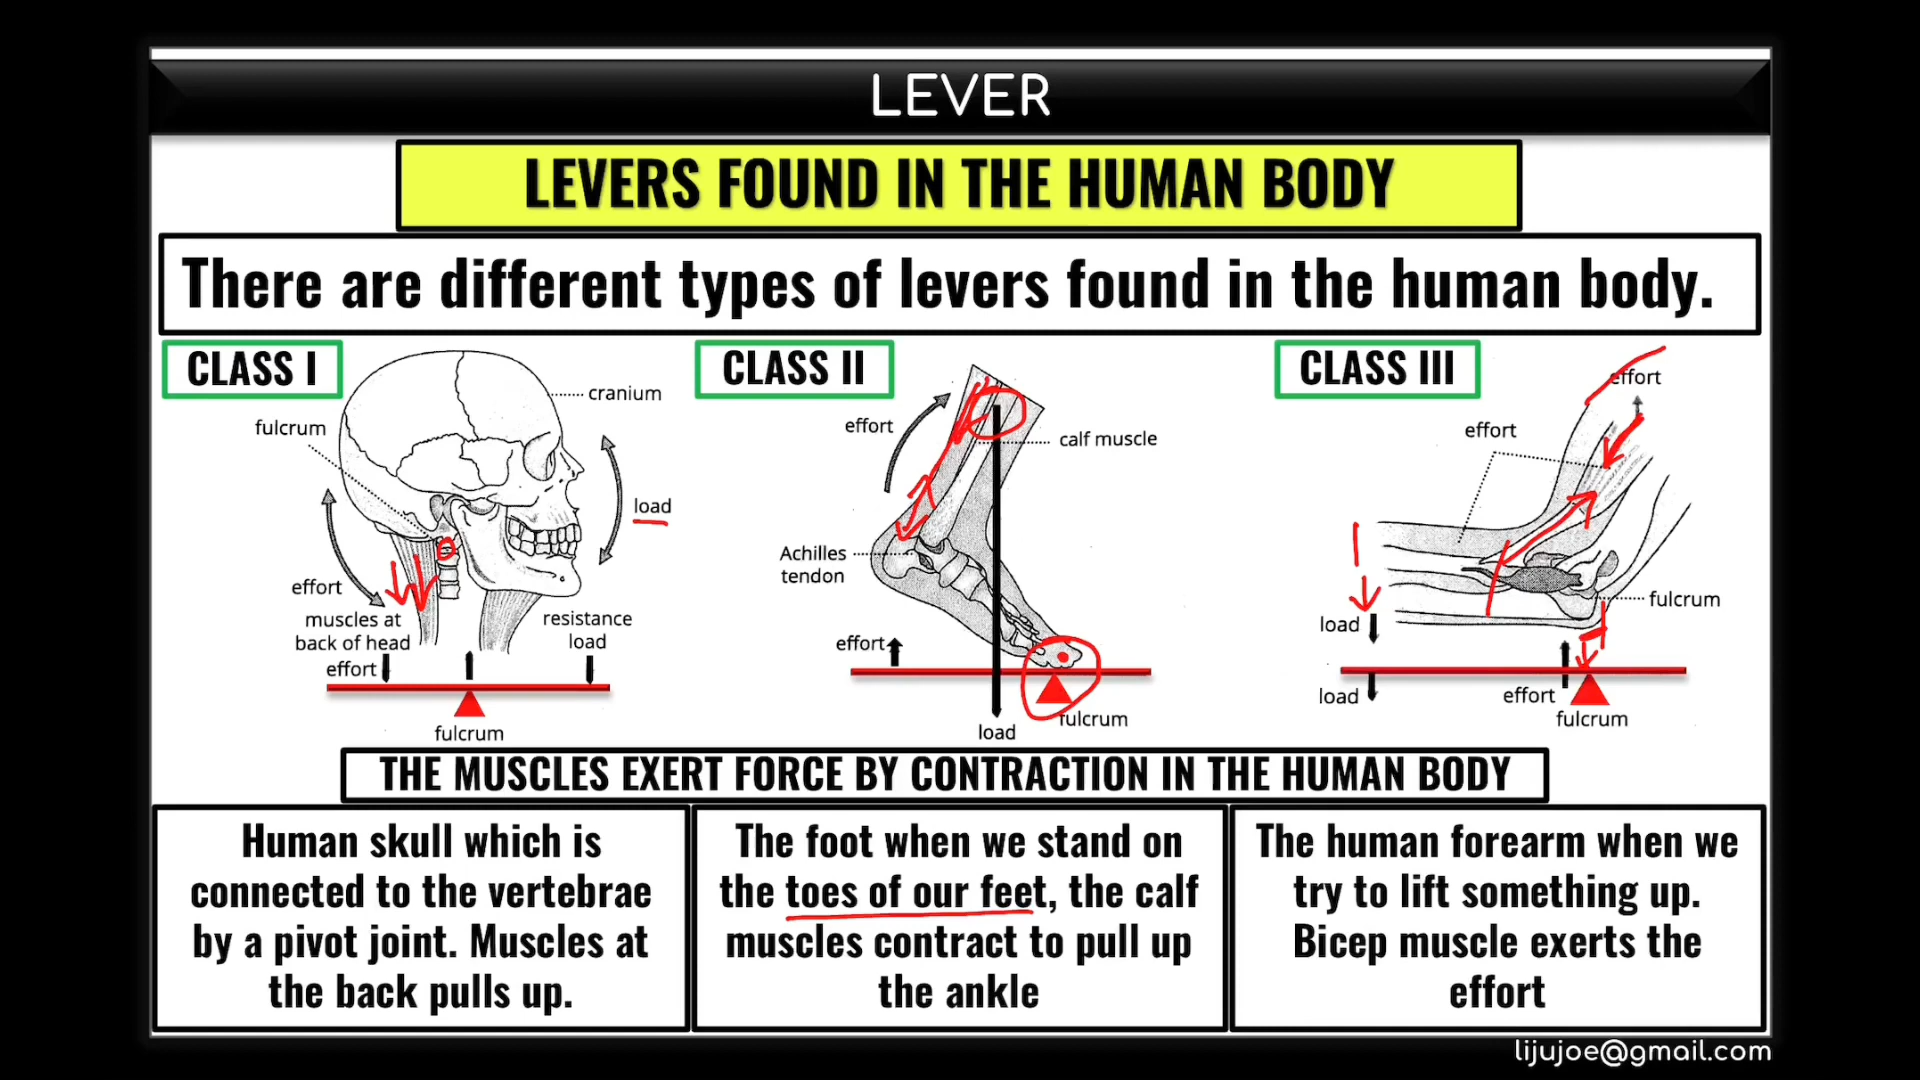 LEVER
LEVERS FOUND IN THE HUMAN BODY
There are different types of levers found in the human body.
CLASS I
cranium
fulcrum
load
effort
muscles at
back of head
effort
resistance
load
fulcrum
CLASS II
effort
calf muscle
Achilles
tendon
effort
load
fulcrum
CLASS III
effort
effort
fulcrum
load
load
effort
fulcrum
THE MUSCLES EXERT FORCE BY CONTRACTION IN THE HUMAN BODY
Human skull which is
connected to the vertebrae
by a pivot joint. Muscles at
the back pulls up.
The foot when we stand on
the toes of our feet, the calf
muscles contract to pull up
the ankle
The human forearm when we
try to lift something up.
Bicep muscle exerts the
effort
lijujoe@gmail.com